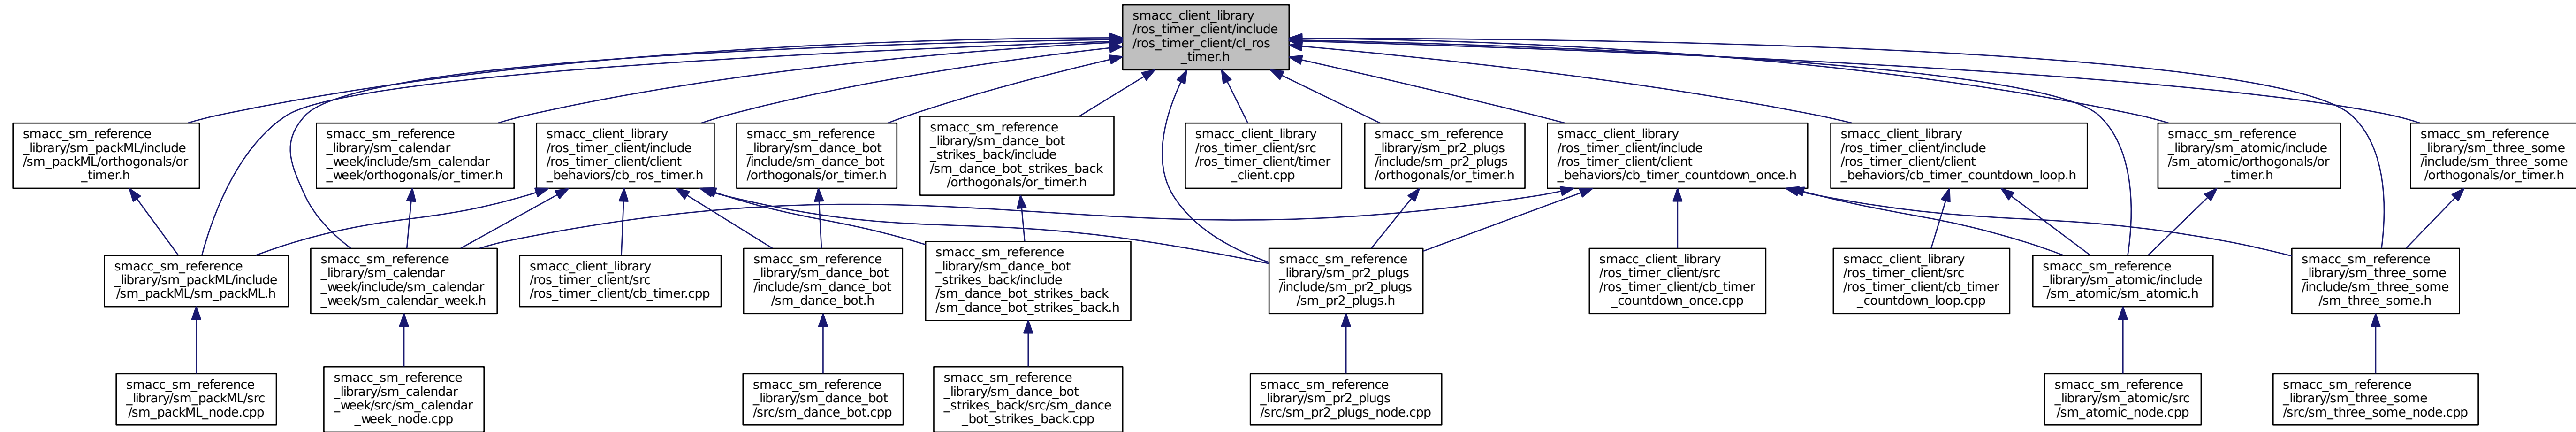 smacc_client_library
/ros_timer_client/include
/ros_timer_client/cl_ros
_timer.h
smacc_sm_reference
_library/sm_packML/include
/sm_packML/orthogonals/or
_timer.h
smacc_sm_reference
_library/sm_calendar
_week/include/sm_calendar
_week/orthogonals/or_timer.h
smacc_client_library
/ros_timer_client/include
/ros_timer_client/client
_behaviors/cb_ros_timer.h
smacc_sm_reference
_library/sm_dance_bot
/include/sm_dance_bot
/orthogonals/or_timer.h
smacc_sm_reference
_library/sm_dance_bot
_strikes_back/include
/sm_dance_bot_strikes_back
/orthogonals/or_timer.h
smacc_client_library
/ros_timer_client/src
/ros_timer_client/timer
_client.cpp
smacc_sm_reference
_library/sm_pr2_plugs
/include/sm_pr2_plugs
/orthogonals/or_timer.h
smacc_client_library
/ros_timer_client/include
/ros_timer_client/client
_behaviors/cb_timer_countdown_once.h
smacc_client_library
/ros_timer_client/include
/ros_timer_client/client
_behaviors/cb_timer_countdown_loop.h
smacc_sm_reference
_library/sm_atomic/include
/sm_atomic/orthogonals/or
_timer.h
smacc_sm_reference
_library/sm_three_some
/include/sm_three_some
/orthogonals/or_timer.h
smacc_sm_reference
_library/sm_packML/include
/sm_packML/sm_packML.h
smacc_sm_reference
_library/sm_calendar
_week/include/sm_calendar
_week/sm_calendar_week.h
smacc_client_library
/ros_timer_client/src
/ros_timer_client/cb_timer.cpp
smacc_sm_reference
_library/sm_dance_bot
/include/sm_dance_bot
/sm_dance_bot.h
smacc_sm_reference
_library/sm_dance_bot
_strikes_back/include
/sm_dance_bot_strikes_back
/sm_dance_bot_strikes_back.h
smacc_sm_reference
_library/sm_pr2_plugs
/include/sm_pr2_plugs
/sm_pr2_plugs.h
smacc_client_library
/ros_timer_client/src
/ros_timer_client/cb_timer
_countdown_once.cpp
smacc_client_library
/ros_timer_client/src
/ros_timer_client/cb_timer
_countdown_loop.cpp
smacc_sm_reference
_library/sm_atomic/include
/sm_atomic/sm_atomic.h
smacc_sm_reference
_library/sm_three_some
/include/sm_three_some
/sm_three_some.h
smacc_sm_reference
_library/sm_packML/src
/sm_packML_node.cpp
smacc_sm_reference
_library/sm_calendar
_week/src/sm_calendar
_week_node.cpp
smacc_sm_reference
_library/sm_dance_bot
/src/sm_dance_bot.cpp
smacc_sm_reference
_library/sm_dance_bot
_strikes_back/src/sm_dance
_bot_strikes_back.cpp
smacc_sm_reference
_library/sm_pr2_plugs
/src/sm_pr2_plugs_node.cpp
smacc_sm_reference
_library/sm_atomic/src
/sm_atomic_node.cpp
smacc_sm_reference
_library/sm_three_some
/src/sm_three_some_node.cpp